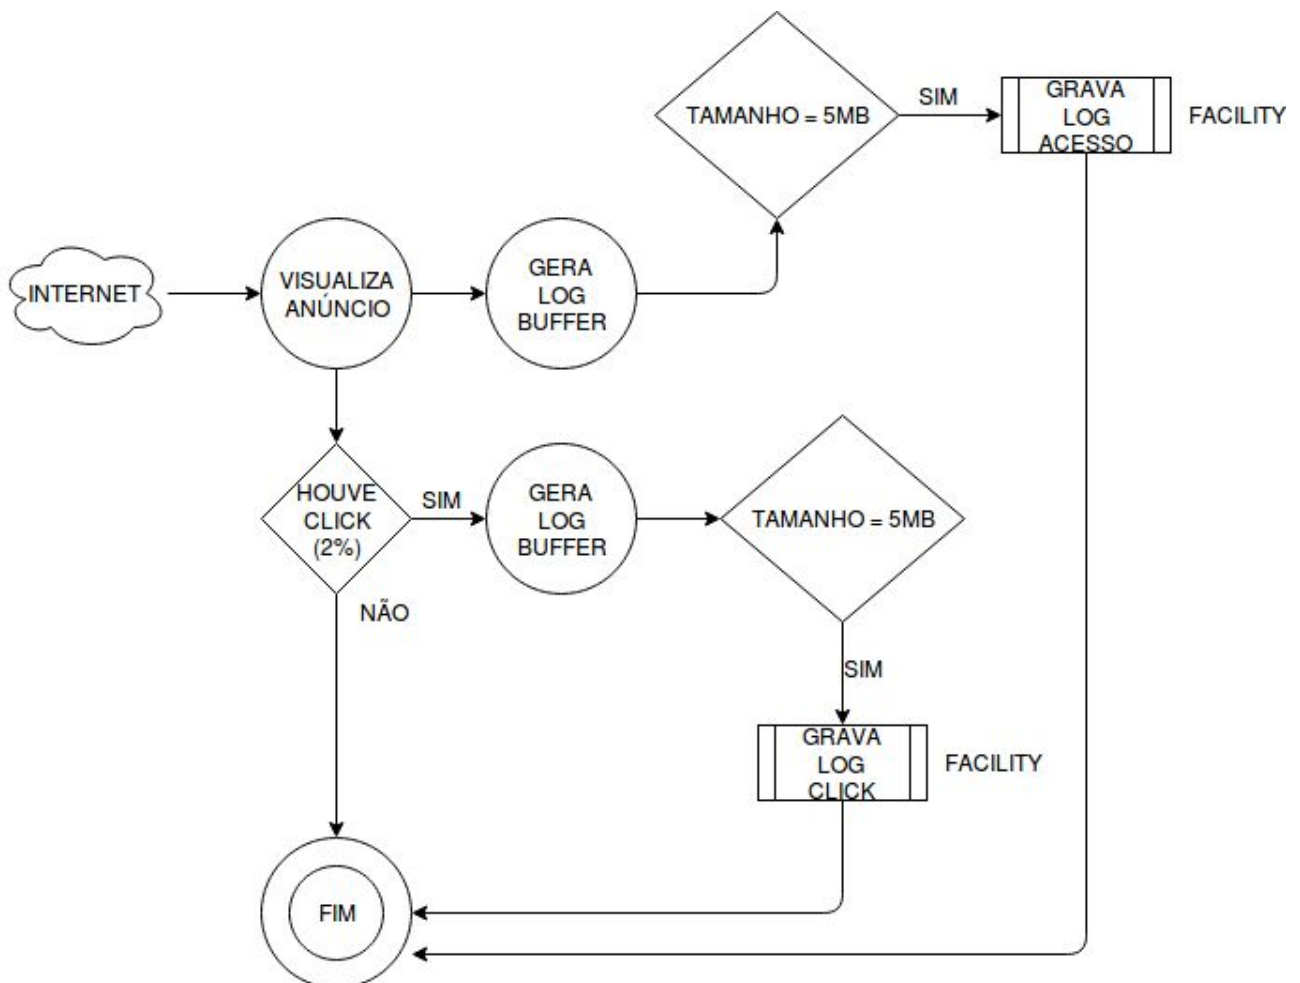 TAMANHO = 5MB
SIM
GRAVA
LOG
ACESSO
FACILITY
INTERNET
VISUALIZA
ANÚNCIO
GERA
LOG
BUFFER
HOUVE
CLICK
(2%)
SIM
GERA
LOG
BUFFER
TAMANHO = 5MB
NÃO
SIM
GRAVA
LOG
CLICK
FACILITY
FIM